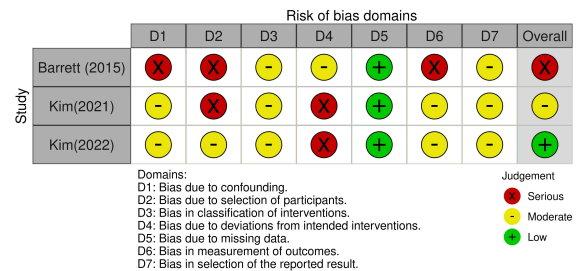 Risk of bias domains
D1 D2 D3 D4 D5 D6 D7 Overall
Study
Barrett (2015) X X - - + X - X
Kim(2021) - X - X + - - -
Kim(2022) - - - X + - - +
Domains:
D1: Bias due to confounding.
D2: Bias due to selection of participants.
D3: Bias in classification of interventions.
D4: Bias due to deviations from intended interventions.
D5: Bias due to missing data.
D6: Bias in measurement of outcomes.
D7: Bias in selection of the reported result.
Judgement
X Serious
- Moderate
+ Low